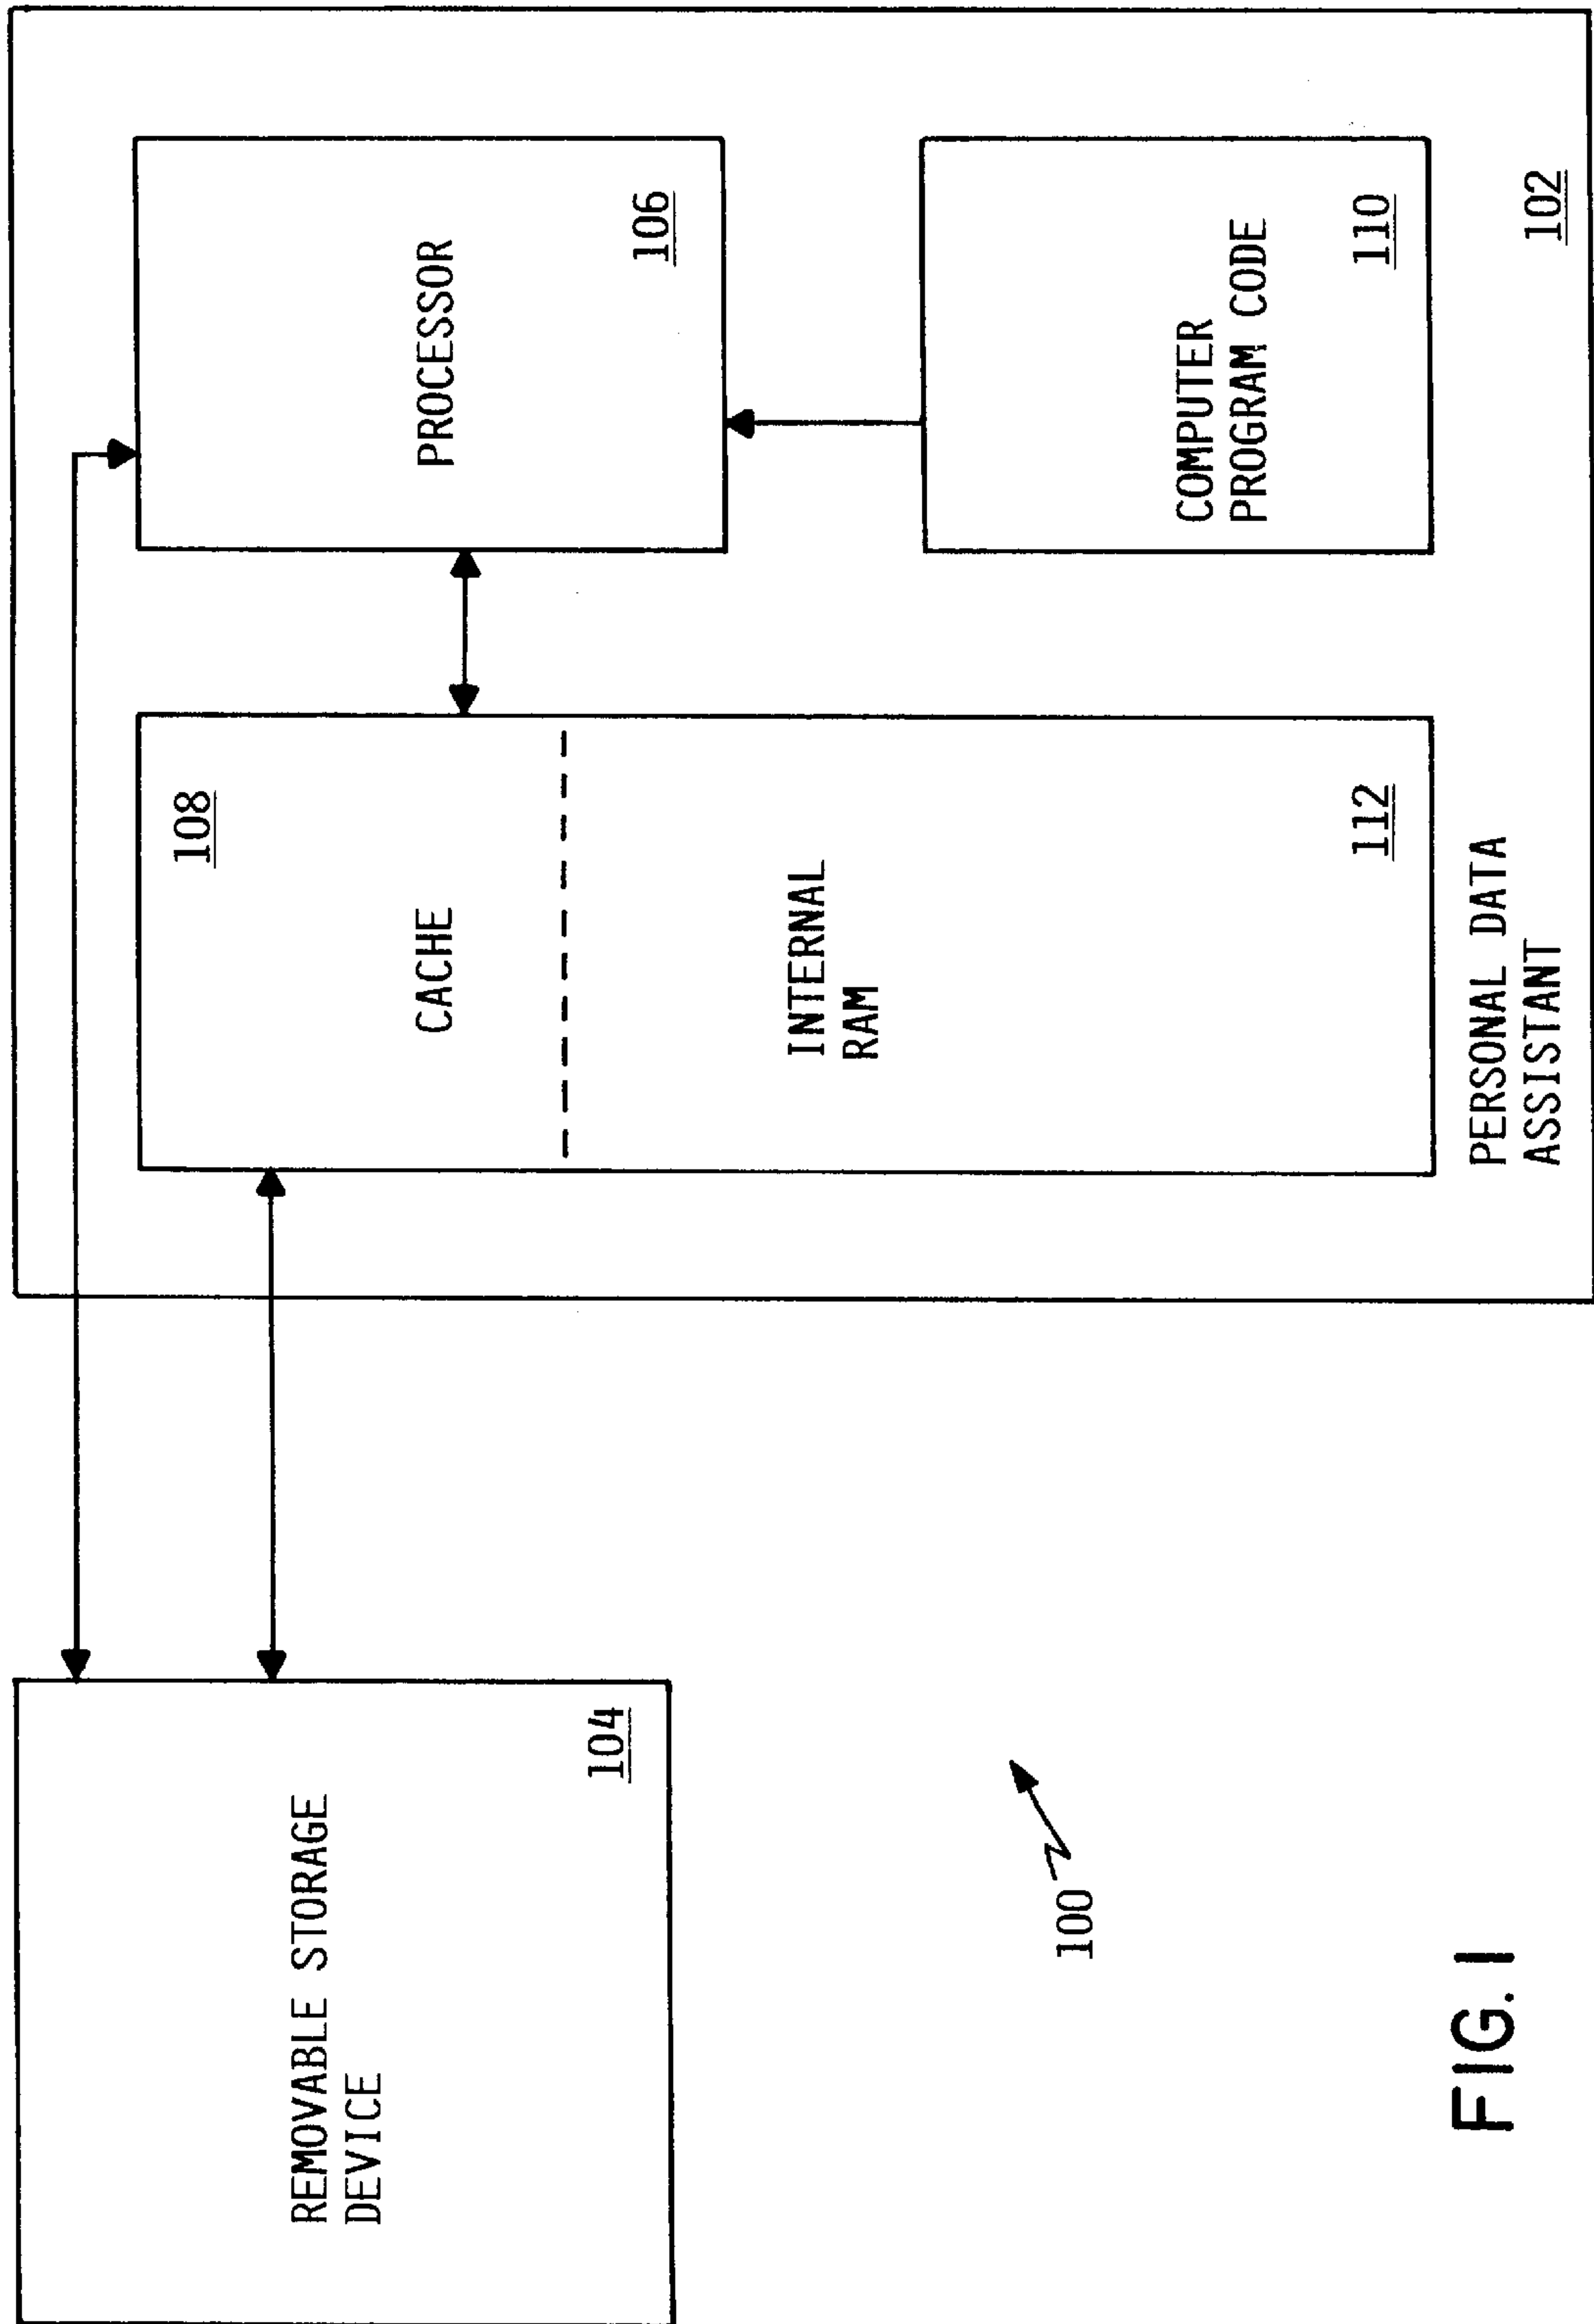 REMOVABLE STORAGE
DEVICE
104
CACHE
108
INTERNAL
RAM
112
PROCESSOR
106
COMPUTER
PROGRAM CODE
110
PERSONAL DATA
ASSISTANT
102
100
FIG. 1